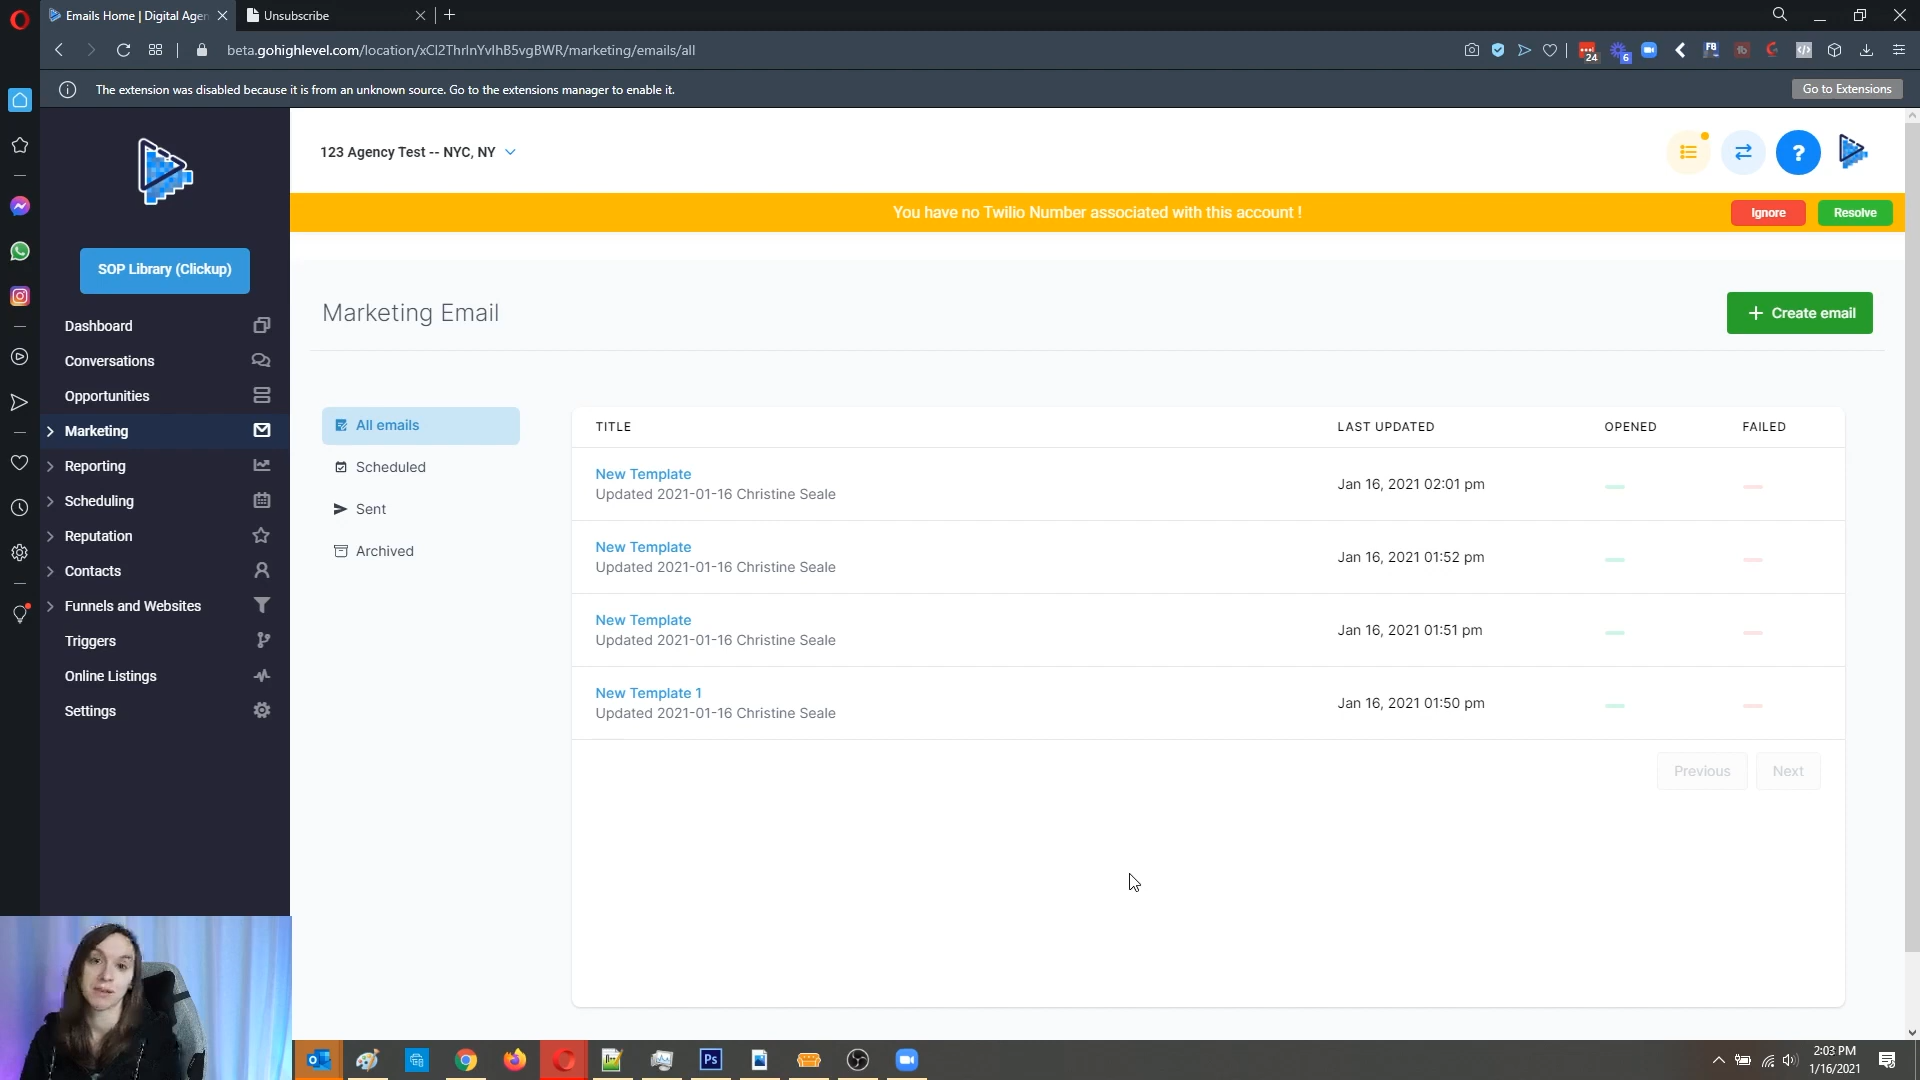 Emails Home | Digital Agen
Unsubscribe
beta.gohighlevel.com/location/xCl2ThrlnYvlhB5vgBWR/marketing/emails/all
24
6
FB
The extension was disabled because it is from an unknown source. Go to the extensions manager to enable it.
Go to Extensions
123 Agency Test -- NYC, NY
?
You have no Twilio Number associated with this account !
Ignore
Resolve
SOP Library (Clickup)
Dashboard
Conversations
Opportunities
Marketing
Reporting
Scheduling
Reputation
Contacts
Funnels and Websites
Triggers
Online Listings
Settings
Marketing Email
+ Create email
All emails
Scheduled
Sent
Archived
TITLE LAST UPDATED OPENED FAILED
New Template
Updated 2021-01-16 Christine Seale
Jan 16, 2021 02:01 pm
New Template
Updated 2021-01-16 Christine Seale
Jan 16, 2021 01:52 pm
New Template
Updated 2021-01-16 Christine Seale
Jan 16, 2021 01:51 pm
New Template 1
Updated 2021-01-16 Christine Seale
Jan 16, 2021 01:50 pm
Previous
Next
Ps
2:03 PM
1/16/2021